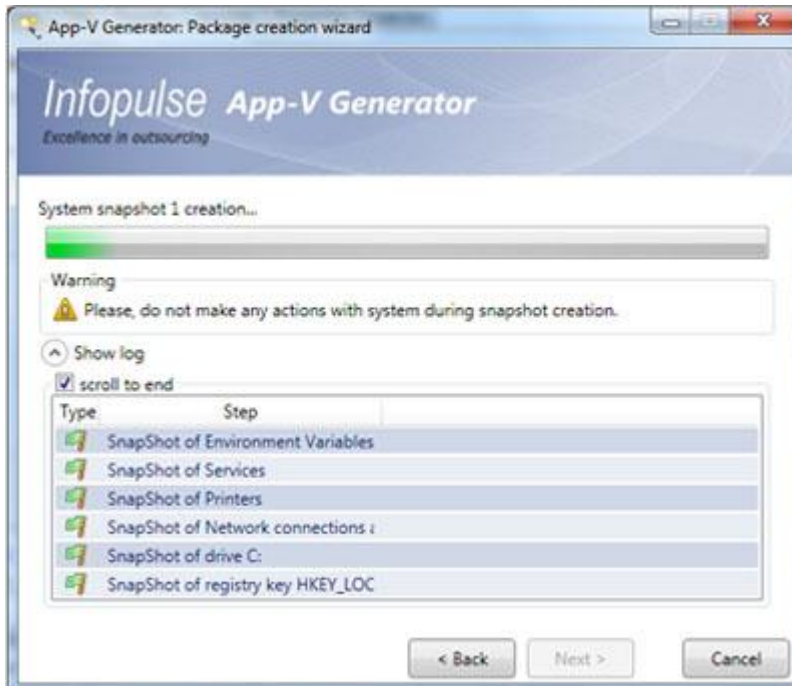 App-V Generator: Package creation wizard
Infopulse App-V Generator
Excellence in outsourcing
System snapshot 1 creation...
Warning
Please, do not make any actions with system during snapshot creation.
Show log
scroll to end
Type Step
SnapShot of Environment Variables
SnapShot of Services
SnapShot of Printers
SnapShot of Network connections a
SnapShot of drive C:
SnapShot of registry key HKEY_LOC
< Back Next > Cancel